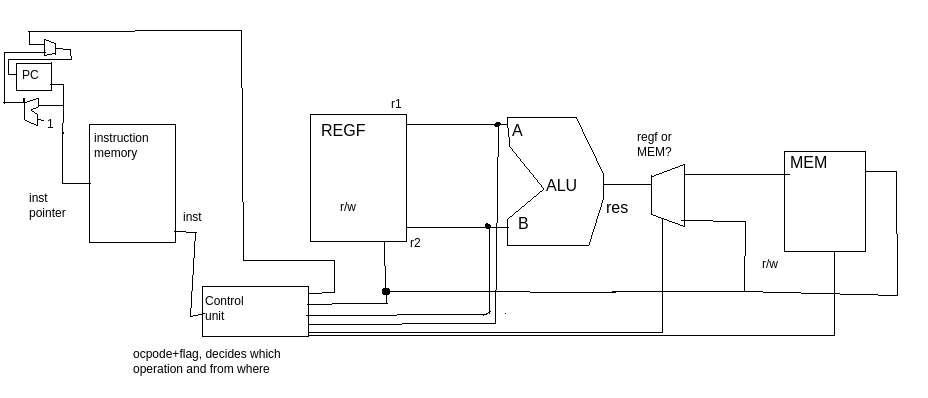 PC
1
instruction
memory
inst
pointer
inst
Control
unit
ocpode+flag, decides which
operation and from where
REGF
r/w
r1
r2
A
ALU
B
res
regf or
MEM?
MEM
r/w